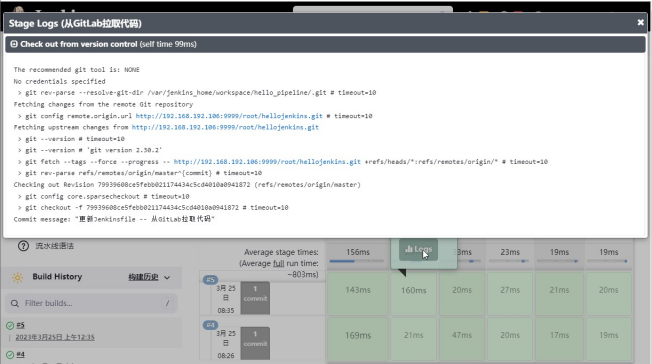 Stage Logs (从GitLab拉取代码)
Check out from version control (self time 99ms)
The recommended git tool is: NONE
No credentials specified
> git rev-parse --resolve-git-dir /var/jenkins_home/workspace/hello_pipeline/.git # timeout=10
Fetching changes from the remote Git repository
> git config remote.origin.url http://192.168.192.106:9999/root/hellojenkins.git # timeout=10
Fetching upstream changes from http://192.168.192.106:9999/root/hellojenkins.git
> git --version # timeout=10
> git --version # 'git version 2.30.2'
> git fetch --tags --force --progress -- http://192.168.192.106:9999/root/hellojenkins.git +refs/heads/*:refs/remotes/origin/* # timeout=10
> git rev-parse refs/remotes/origin/master^{commit} # timeout=10
Checking out Revision 79939608ce5febb021174434c5cd4010a0941872 (refs/remotes/origin/master)
> git config core.sparsecheckout # timeout=10
> git checkout -f 79939608ce5febb021174434c5cd4010a0941872 # timeout=10
Commit message: "更新Jenkinsfile -- 从GitLab拉取代码"
流水线语法
Average stage times:
(Average full run time: ~803ms)
156ms
Logs
23ms
19ms
19ms
Build History
构建历史
Filter builds...
/
#5
2023年3月25日 上午12:35
#4
#5
3月 25日
08:35
1
commit
143ms
160ms
20ms
27ms
21ms
20ms
#4
3月 25日
08:26
1
commit
169ms
21ms
47ms
20ms
17ms
19ms